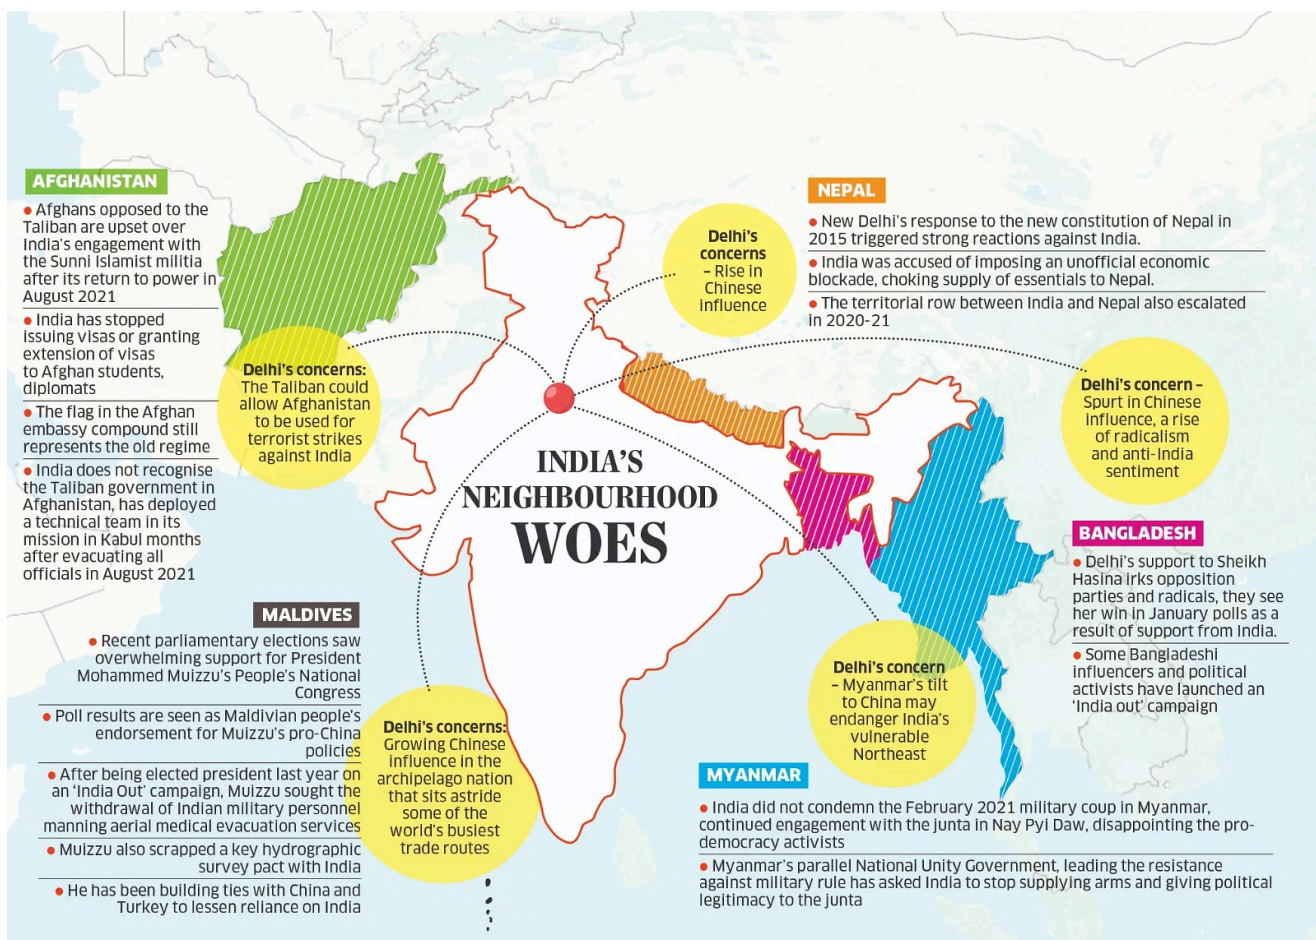 AFGHANISTAN
● Afghans opposed to the
Taliban are upset over
India's engagement with
the Sunni Islamist militia
after its return to power in
August 2021
● India has stopped
issuing visas or granting
extension of visas
to Afghan students,
diplomats
● The flag in the Afghan
embassy compound still
represents the old regime
● India does not recognise
the Taliban government in
Afghanistan, has deployed
a technical team in its
mission in Kabul months
after evacuating all
officials in August 2021
Delhi's concerns:
The Taliban could
allow Afghanistan
to be used for
terrorist strikes
against India
Delhi's
concerns
– Rise in
Chinese
influence
NEPAL
● New Delhi's response to the new constitution of Nepal in
2015 triggered strong reactions against India.
● India was accused of imposing an unofficial economic
blockade, choking supply of essentials to Nepal.
● The territorial row between India and Nepal also escalated
in 2020-21
Delhi's concern –
Spurt in Chinese
influence, a rise
of radicalism
and anti-India
sentiment
INDIA'S
NEIGHBOURHOOD
WOES
BANGLADESH
● Delhi's support to Sheikh
Hasina irks opposition
parties and radicals, they see
her win in January polls as a
result of support from India.
● Some Bangladeshi
influencers and political
activists have launched an
'India out' campaign
MALDIVES
● Recent parliamentary elections saw
overwhelming support for President
Mohammed Muizzu's People's National
Congress
● Poll results are seen as Maldivian people's
endorsement for Muizzu's pro-China
policies
● After being elected president last year on
an 'India Out' campaign, Muizzu sought the
withdrawal of Indian military personnel
manning aerial medical evacuation services
● Muizzu also scrapped a key hydrographic
survey pact with India
● He has been building ties with China and
Turkey to lessen reliance on India
Delhi's concerns:
Growing Chinese
influence in the
archipelago nation
that sits astride
some of the
world's busiest
trade routes
Delhi's concern
– Myanmar's tilt
to China may
endanger India's
vulnerable
Northeast
MYANMAR
● India did not condemn the February 2021 military coup in Myanmar,
continued engagement with the junta in Nay Pyi Daw, disappointing the pro-
democracy activists
● Myanmar's parallel National Unity Government, leading the resistance
against military rule has asked India to stop supplying arms and giving political
legitimacy to the junta